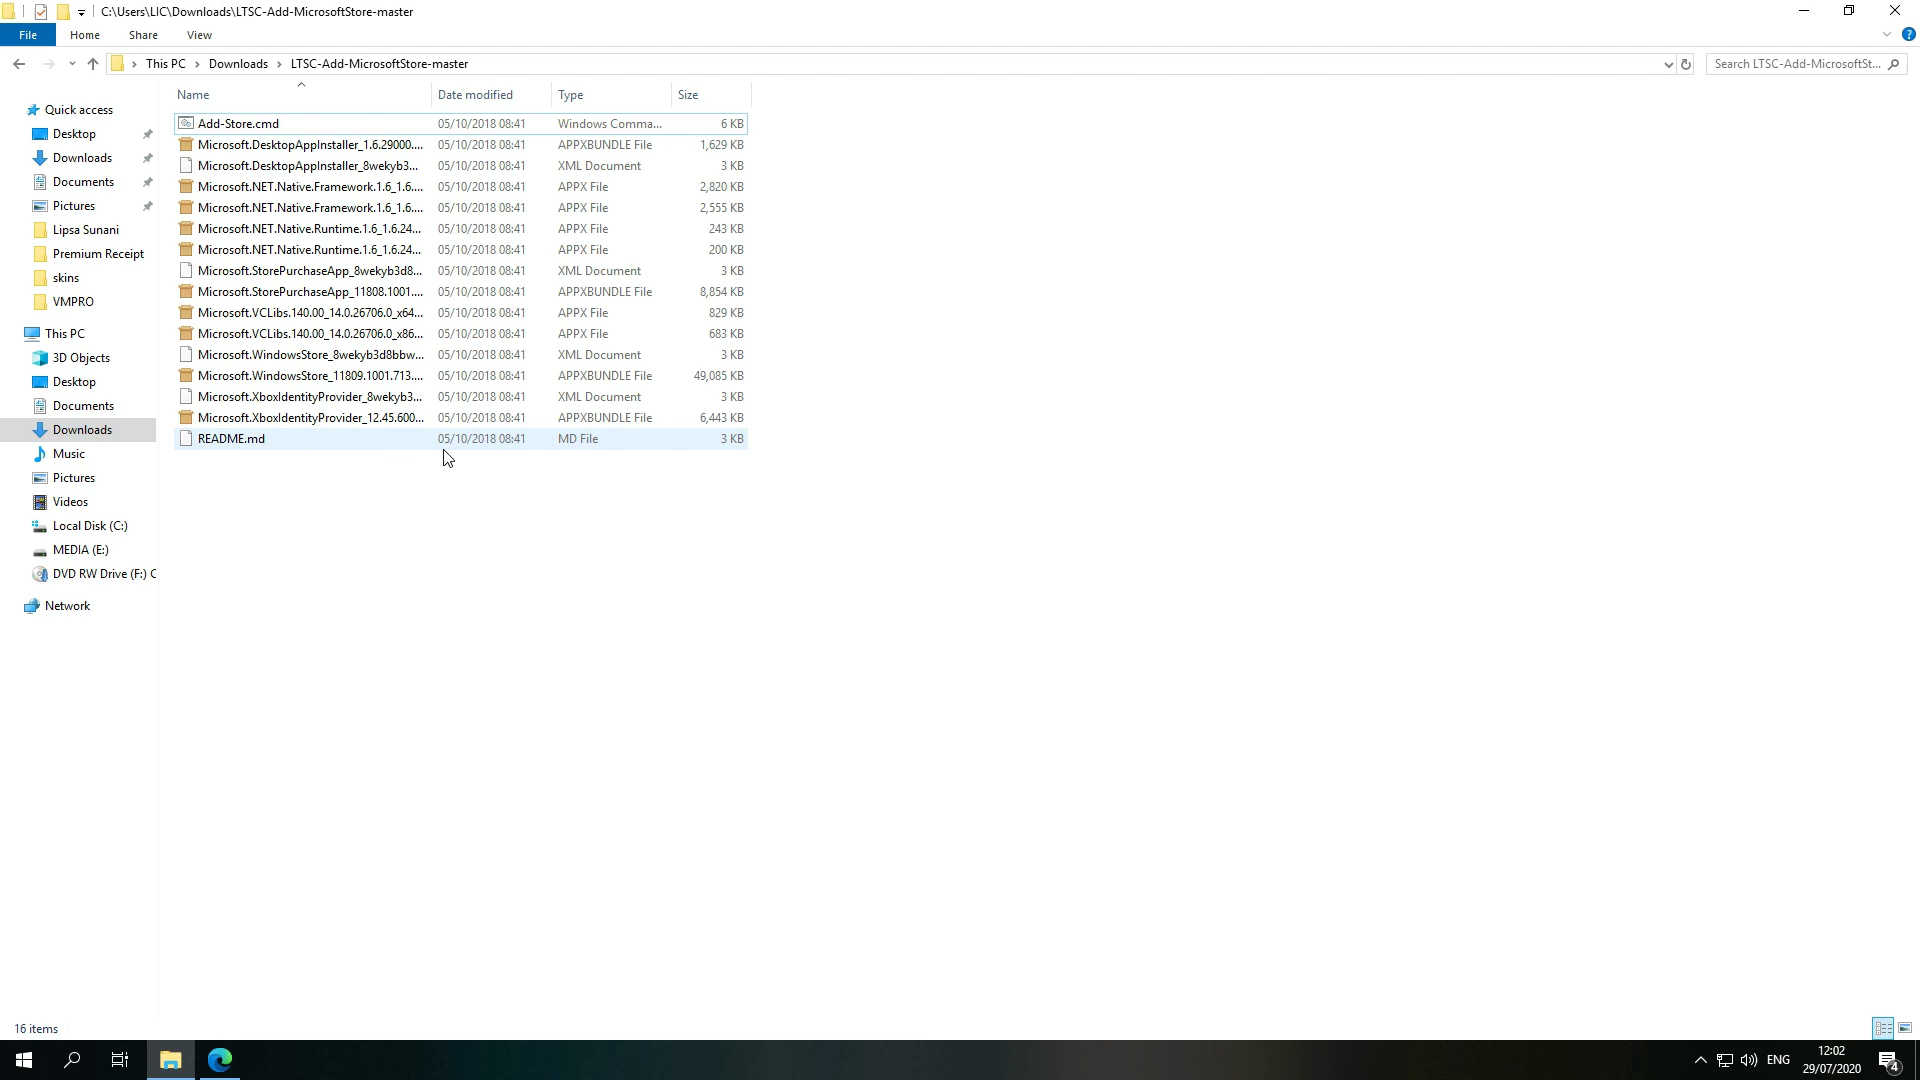 C:\Users\LIC\Downloads\LTSC-Add-MicrosoftStore-master
File Home Share View
This PC Downloads LTSC-Add-MicrosoftStore-master
Search LTSC-Add-MicrosoftSt...
Name Date modified Type Size
Quick access
Desktop
Downloads
Documents
Pictures
Lipsa Sunani
Premium Receipt
skins
VMPRO
This PC
3D Objects
Desktop
Documents
Downloads
Music
Pictures
Videos
Local Disk (C:)
MEDIA (E:)
DVD RW Drive (F:) C
Network
Add-Store.cmd 05/10/2018 08:41 Windows Comma... 6 KB
Microsoft.DesktopAppInstaller_1.6.29000.... 05/10/2018 08:41 APPXBUNDLE File 1,629 KB
Microsoft.DesktopAppInstaller_8wekyb3... 05/10/2018 08:41 XML Document 3 KB
Microsoft.NET.Native.Framework.1.6_1.6.... 05/10/2018 08:41 APPX File 2,820 KB
Microsoft.NET.Native.Framework.1.6_1.6.... 05/10/2018 08:41 APPX File 2,555 KB
Microsoft.NET.Native.Runtime.1.6_1.6.24... 05/10/2018 08:41 APPX File 243 KB
Microsoft.NET.Native.Runtime.1.6_1.6.24... 05/10/2018 08:41 APPX File 200 KB
Microsoft.StorePurchaseApp_8wekyb3d8... 05/10/2018 08:41 XML Document 3 KB
Microsoft.StorePurchaseApp_11808.1001.... 05/10/2018 08:41 APPXBUNDLE File 8,854 KB
Microsoft.VCLibs.140.00_14.0.26706.0_x64... 05/10/2018 08:41 APPX File 829 KB
Microsoft.VCLibs.140.00_14.0.26706.0_x86... 05/10/2018 08:41 APPX File 683 KB
Microsoft.WindowsStore_8wekyb3d8bbw... 05/10/2018 08:41 XML Document 3 KB
Microsoft.WindowsStore_11809.1001.713.... 05/10/2018 08:41 APPXBUNDLE File 49,085 KB
Microsoft.XboxIdentityProvider_8wekyb3... 05/10/2018 08:41 XML Document 3 KB
Microsoft.XboxIdentityProvider_12.45.600... 05/10/2018 08:41 APPXBUNDLE File 6,443 KB
README.md 05/10/2018 08:41 MD File 3 KB
16 items
ENG
12:02
29/07/2020
4